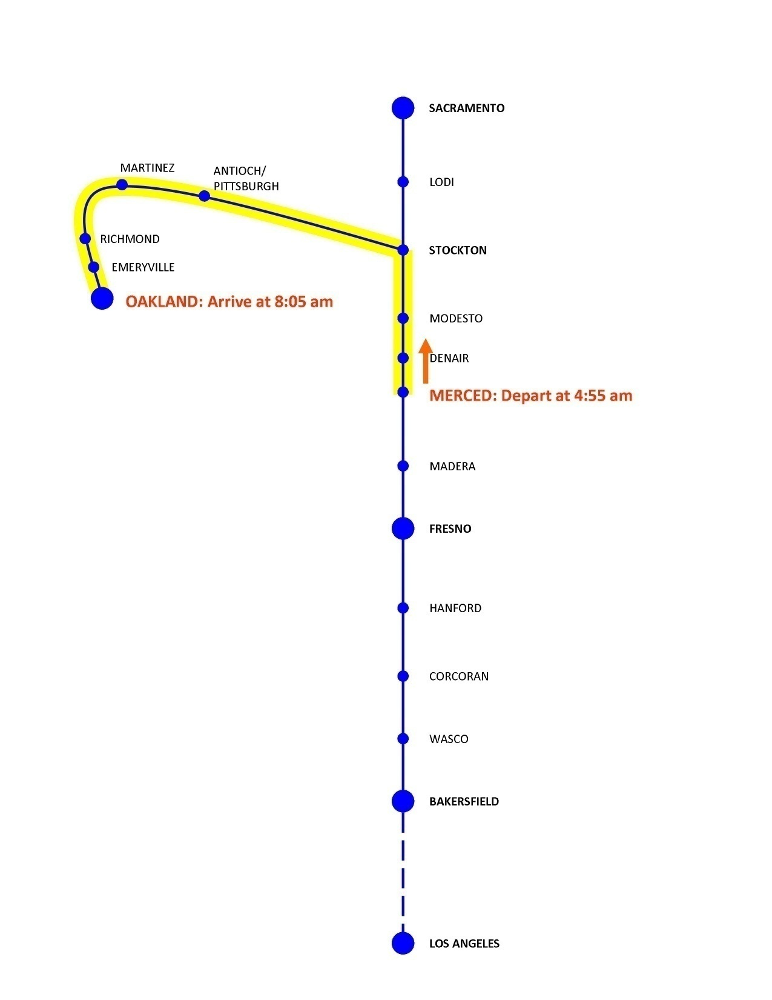 SACRAMENTO
MARTINEZ
ANTIOCH/
PITTSBURGH
LODI
RICHMOND
STOCKTON
EMERYVILLE
OAKLAND: Arrive at 8:05 am
MODESTO
DENAIR
MERCED: Depart at 4:55 am
MADERA
FRESNO
HANFORD
CORCORAN
WASCO
BAKERSFIELD
LOS ANGELES